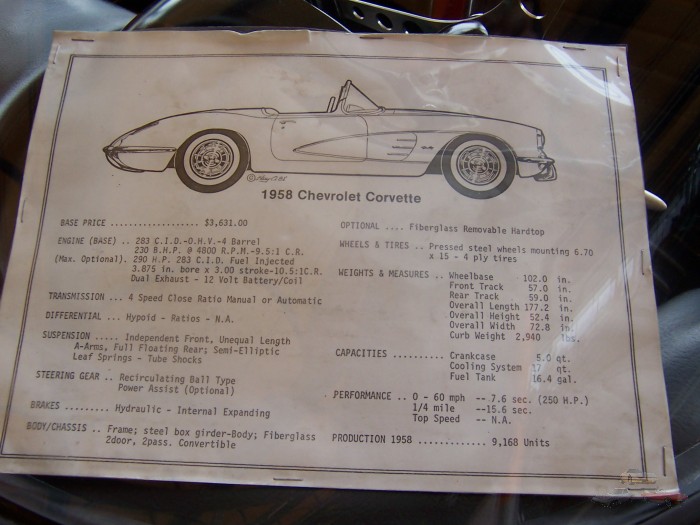 1958 Chevrolet Corvette
BASE PRICE ................... $3,631.00
ENGINE (BASE) .. 283 C.I.D.-O.H.V.-4 Barrel
230 B.H.P. @ 4800 R.P.M.-9.5:1 C.R.
(Max. Optional). 290 H.P. 283 C.I.D. Fuel Injected
3.875 in. bore x 3.00 stroke-10.5:1C.R.
Dual Exhaust - 12 Volt Battery/Coil
TRANSMISSION ... 4 Speed Close Ratio Manual or Automatic
DIFFERENTIAL ... Hypoid - Ratios - N.A.
SUSPENSION ..... Independent Front, Unequal Length
A-Arms, Full Floating Rear; Semi-Elliptic
Leaf Springs - Tube Shocks
STEERING GEAR .. Recirculating Ball Type
Power Assist (Optional)
BRAKES ......... Hydraulic - Internal Expanding
BODY/CHASSIS .. Frame; steel box girder-Body; Fiberglass
2door, 2pass. Convertible
OPTIONAL .... Fiberglass Removable Hardtop
WHEELS & TIRES .. Pressed steel wheels mounting 6.70
x 15 - 4 ply tires
WEIGHTS & MEASURES .. Wheelbase 102.0 in.
Front Track 57.0 in.
Rear Track 59.0 in.
Overall Length 177.2 in.
Overall Height 52.4 in.
Overall Width 72.8 in.
Curb Weight 2,940 lbs.
CAPACITIES .......... Crankcase 5.0 qt.
Cooling System 17 qt.
Fuel Tank 16.4 gal.
PERFORMANCE .. 0 - 60 mph -- 7.6 sec. (250 H.P.)
1/4 mile --15.6 sec.
Top Speed -- N.A.
PRODUCTION 1958 ............. 9,168 Units